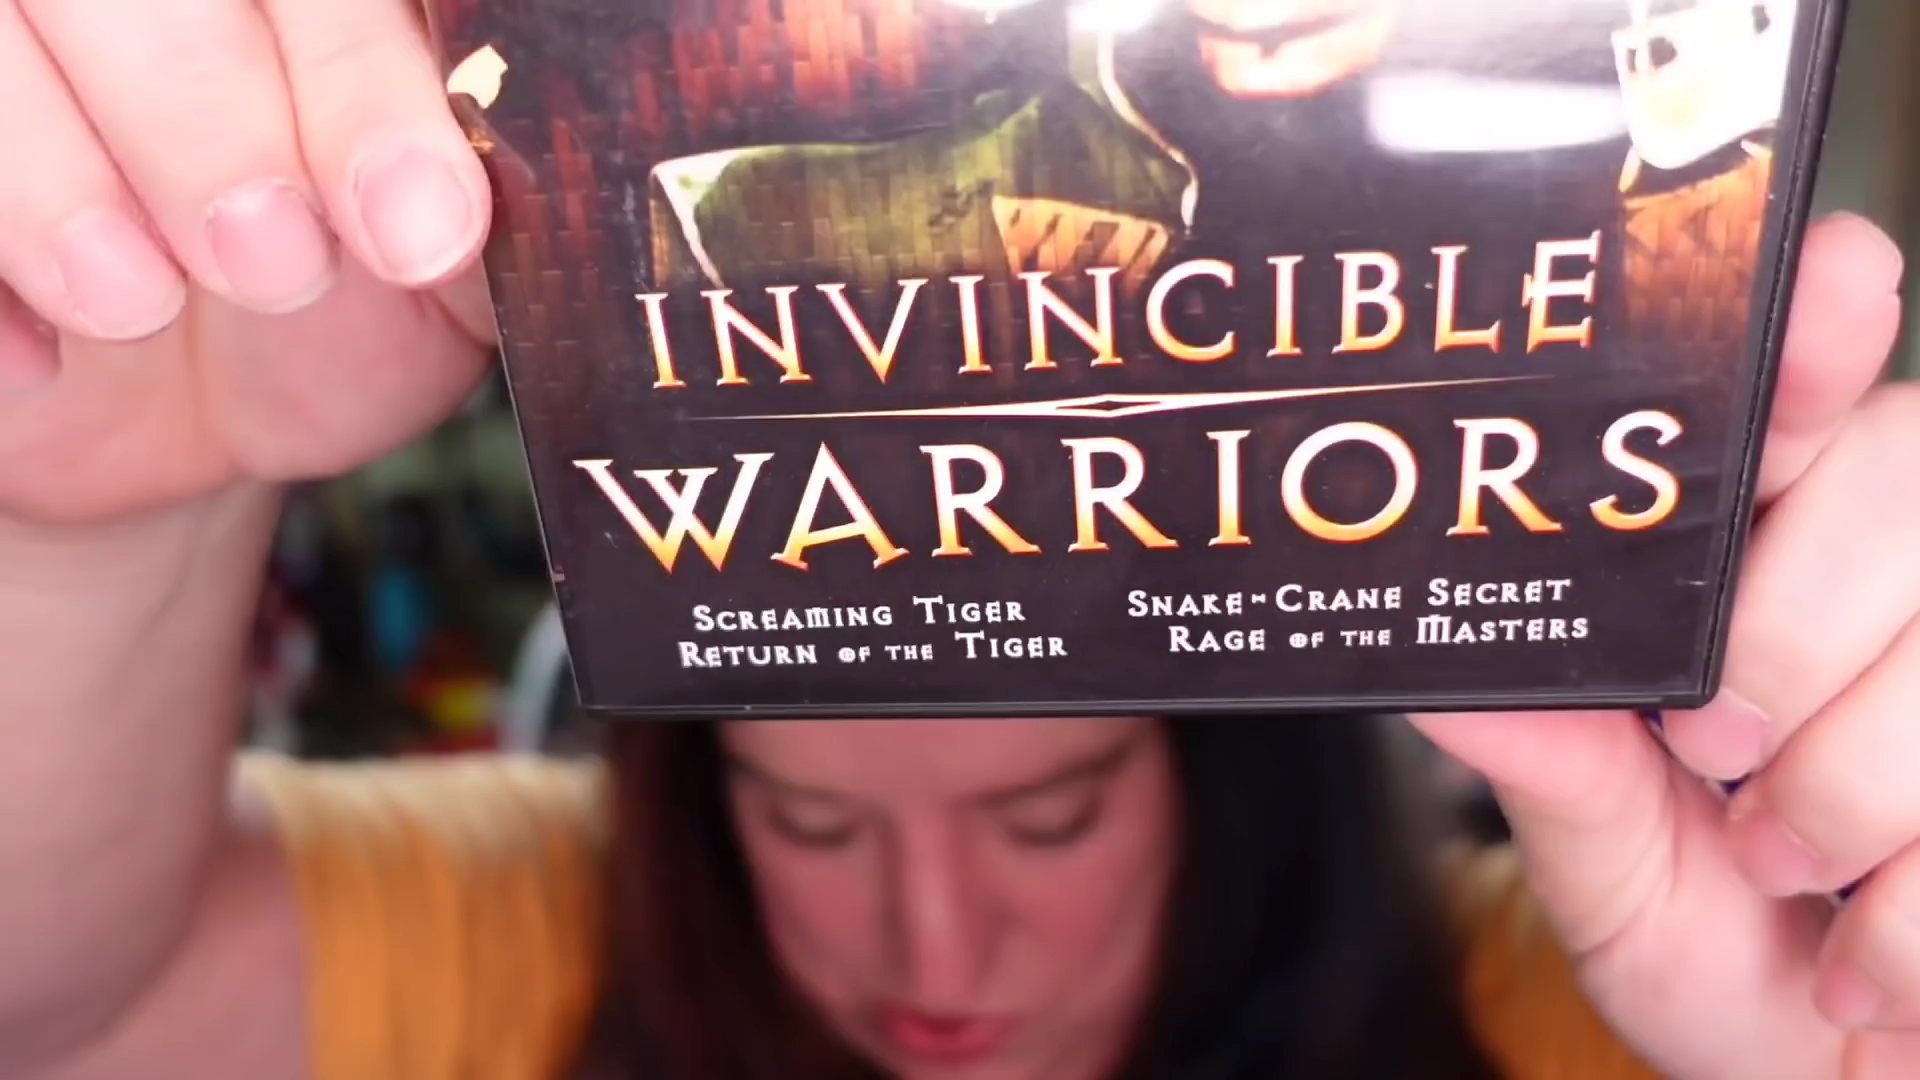 INVINCIBLE
WARRIORS
SCREAMING TIGER
RETURN OF THE TIGER
SNAKE-CRANE SECRET
RAGE OF THE MASTERS